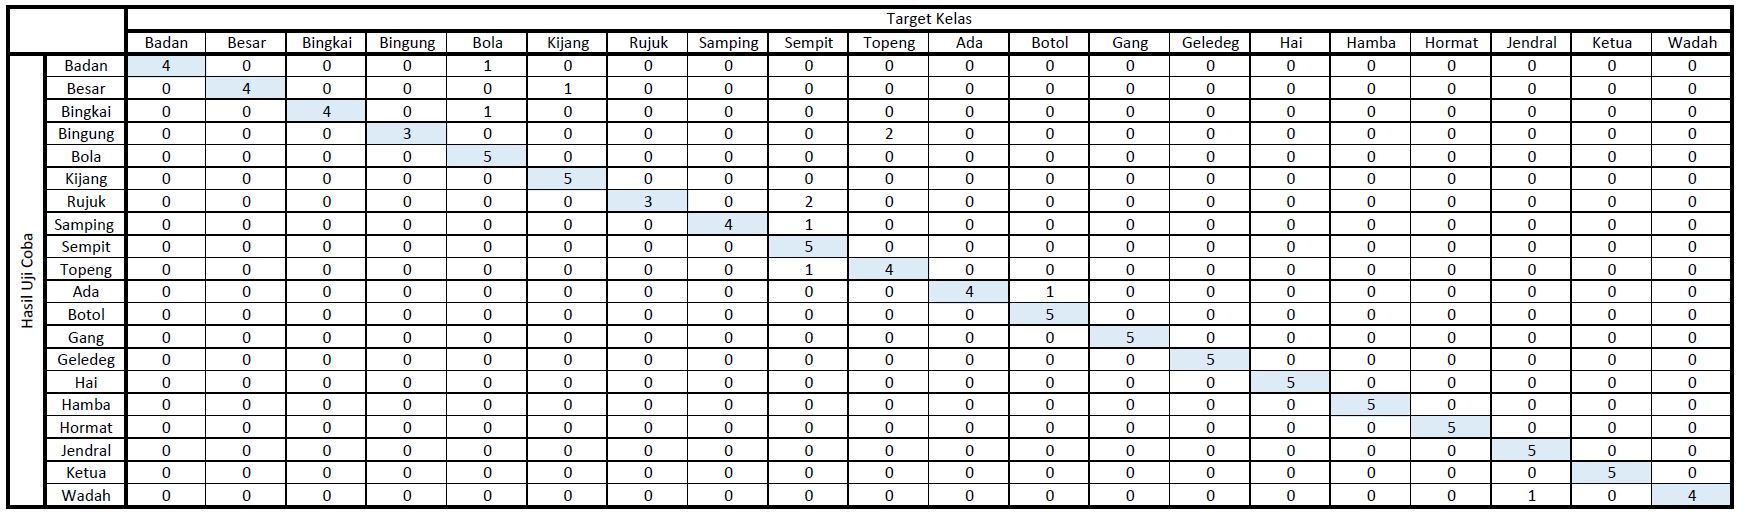 Target Kelas
Badan Besar Bingkai Bingung Bola Kijang Rujuk Samping Sempit Topeng Ada Botol Gang Geledeg Hai Hamba Hormat Jendral Ketua Wadah
Hasil Uji Coba
Badan 4 0 0 0 1 0 0 0 0 0 0 0 0 0 0 0 0 0 0 0
Besar 0 4 0 0 0 1 0 0 0 0 0 0 0 0 0 0 0 0 0 0
Bingkai 0 0 4 0 1 0 0 0 0 0 0 0 0 0 0 0 0 0 0 0
Bingung 0 0 0 3 0 0 0 0 0 2 0 0 0 0 0 0 0 0 0 0
Bola 0 0 0 0 5 0 0 0 0 0 0 0 0 0 0 0 0 0 0 0
Kijang 0 0 0 0 0 5 0 0 0 0 0 0 0 0 0 0 0 0 0 0
Rujuk 0 0 0 0 0 0 3 0 2 0 0 0 0 0 0 0 0 0 0 0
Samping 0 0 0 0 0 0 0 4 1 0 0 0 0 0 0 0 0 0 0 0
Sempit 0 0 0 0 0 0 0 0 5 0 0 0 0 0 0 0 0 0 0 0
Topeng 0 0 0 0 0 0 0 0 1 4 0 0 0 0 0 0 0 0 0 0
Ada 0 0 0 0 0 0 0 0 0 0 4 1 0 0 0 0 0 0 0 0
Botol 0 0 0 0 0 0 0 0 0 0 0 5 0 0 0 0 0 0 0 0
Gang 0 0 0 0 0 0 0 0 0 0 0 0 5 0 0 0 0 0 0 0
Geledeg 0 0 0 0 0 0 0 0 0 0 0 0 0 5 0 0 0 0 0 0
Hai 0 0 0 0 0 0 0 0 0 0 0 0 0 0 5 0 0 0 0 0
Hamba 0 0 0 0 0 0 0 0 0 0 0 0 0 0 0 5 0 0 0 0
Hormat 0 0 0 0 0 0 0 0 0 0 0 0 0 0 0 0 5 0 0 0
Jendral 0 0 0 0 0 0 0 0 0 0 0 0 0 0 0 0 0 5 0 0
Ketua 0 0 0 0 0 0 0 0 0 0 0 0 0 0 0 0 0 0 5 0
Wadah 0 0 0 0 0 0 0 0 0 0 0 0 0 0 0 0 0 1 0 4